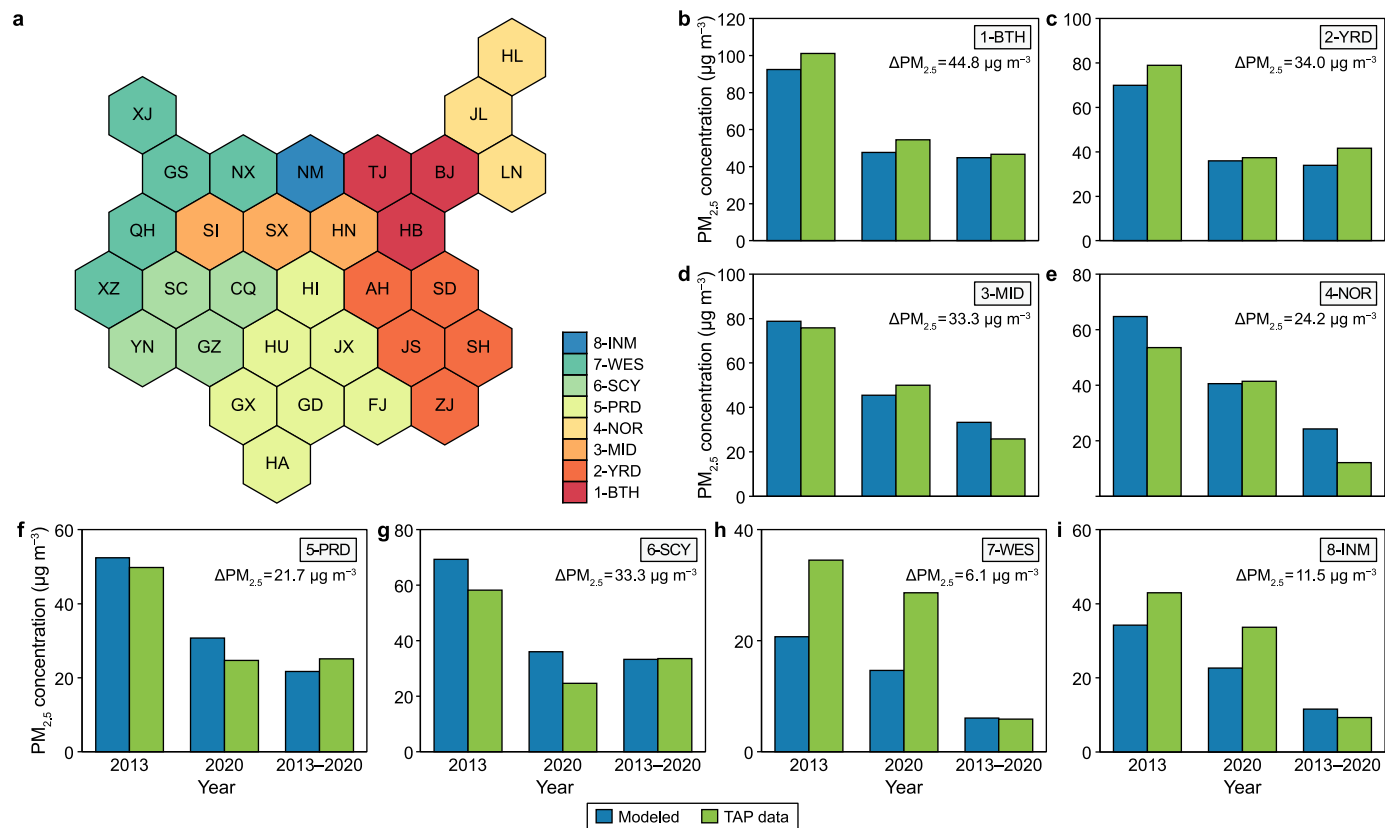 a
HL
XJ
JL
GS
NX
NM
TJ
BJ
LN
QH
SI
SX
HN
HB
XZ
SC
CQ
HI
AH
SD
YN
GZ
HU
JX
JS
SH
GX
GD
FJ
ZJ
HA
8-INM
7-WES
6-SCY
5-PRD
4-NOR
3-MID
2-YRD
1-BTH
b
PM2.5 concentration (µg m−3)
120
100
80
60
40
20
0
1-BTH
ΔPM2.5 = 44.8 µg m−3
c
100
80
60
40
20
0
2-YRD
ΔPM2.5 = 34.0 µg m−3
d
PM2.5 concentration (µg m−3)
100
80
60
40
20
0
3-MID
ΔPM2.5 = 33.3 µg m−3
e
80
60
40
20
4-NOR
ΔPM2.5 = 24.2 µg m−3
f
PM2.5 concentration (µg m−3)
60
40
20
0
5-PRD
ΔPM2.5 = 21.7 µg m−3
2013
2020
2013–2020
Year
g
80
60
40
20
0
6-SCY
ΔPM2.5 = 33.3 µg m−3
2013
2020
2013–2020
Year
h
40
20
0
7-WES
ΔPM2.5 = 6.1 µg m−3
2013
2020
2013–2020
Year
i
60
40
20
0
8-INM
ΔPM2.5 = 11.5 µg m−3
2013
2020
2013–2020
Year
Modeled
TAP data